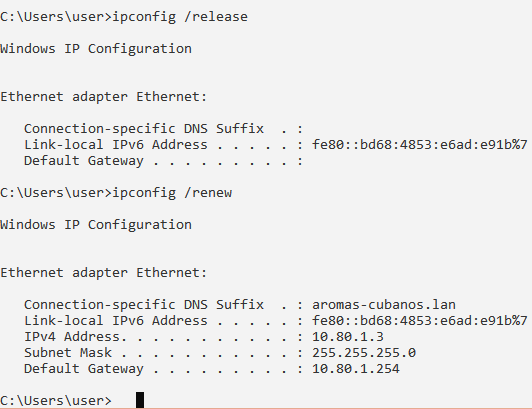 C:\Users\user>ipconfig /release
Windows IP Configuration
Ethernet adapter Ethernet:
   Connection-specific DNS Suffix  . :
   Link-local IPv6 Address . . . . . : fe80::bd68:4853:e6ad:e91b%7
   Default Gateway . . . . . . . . . :
C:\Users\user>ipconfig /renew
Windows IP Configuration
Ethernet adapter Ethernet:
   Connection-specific DNS Suffix  . : aromas-cubanos.lan
   Link-local IPv6 Address . . . . . : fe80::bd68:4853:e6ad:e91b%7
   IPv4 Address. . . . . . . . . . . : 10.80.1.3
   Subnet Mask . . . . . . . . . . . : 255.255.255.0
   Default Gateway . . . . . . . . . : 10.80.1.254
C:\Users\user>